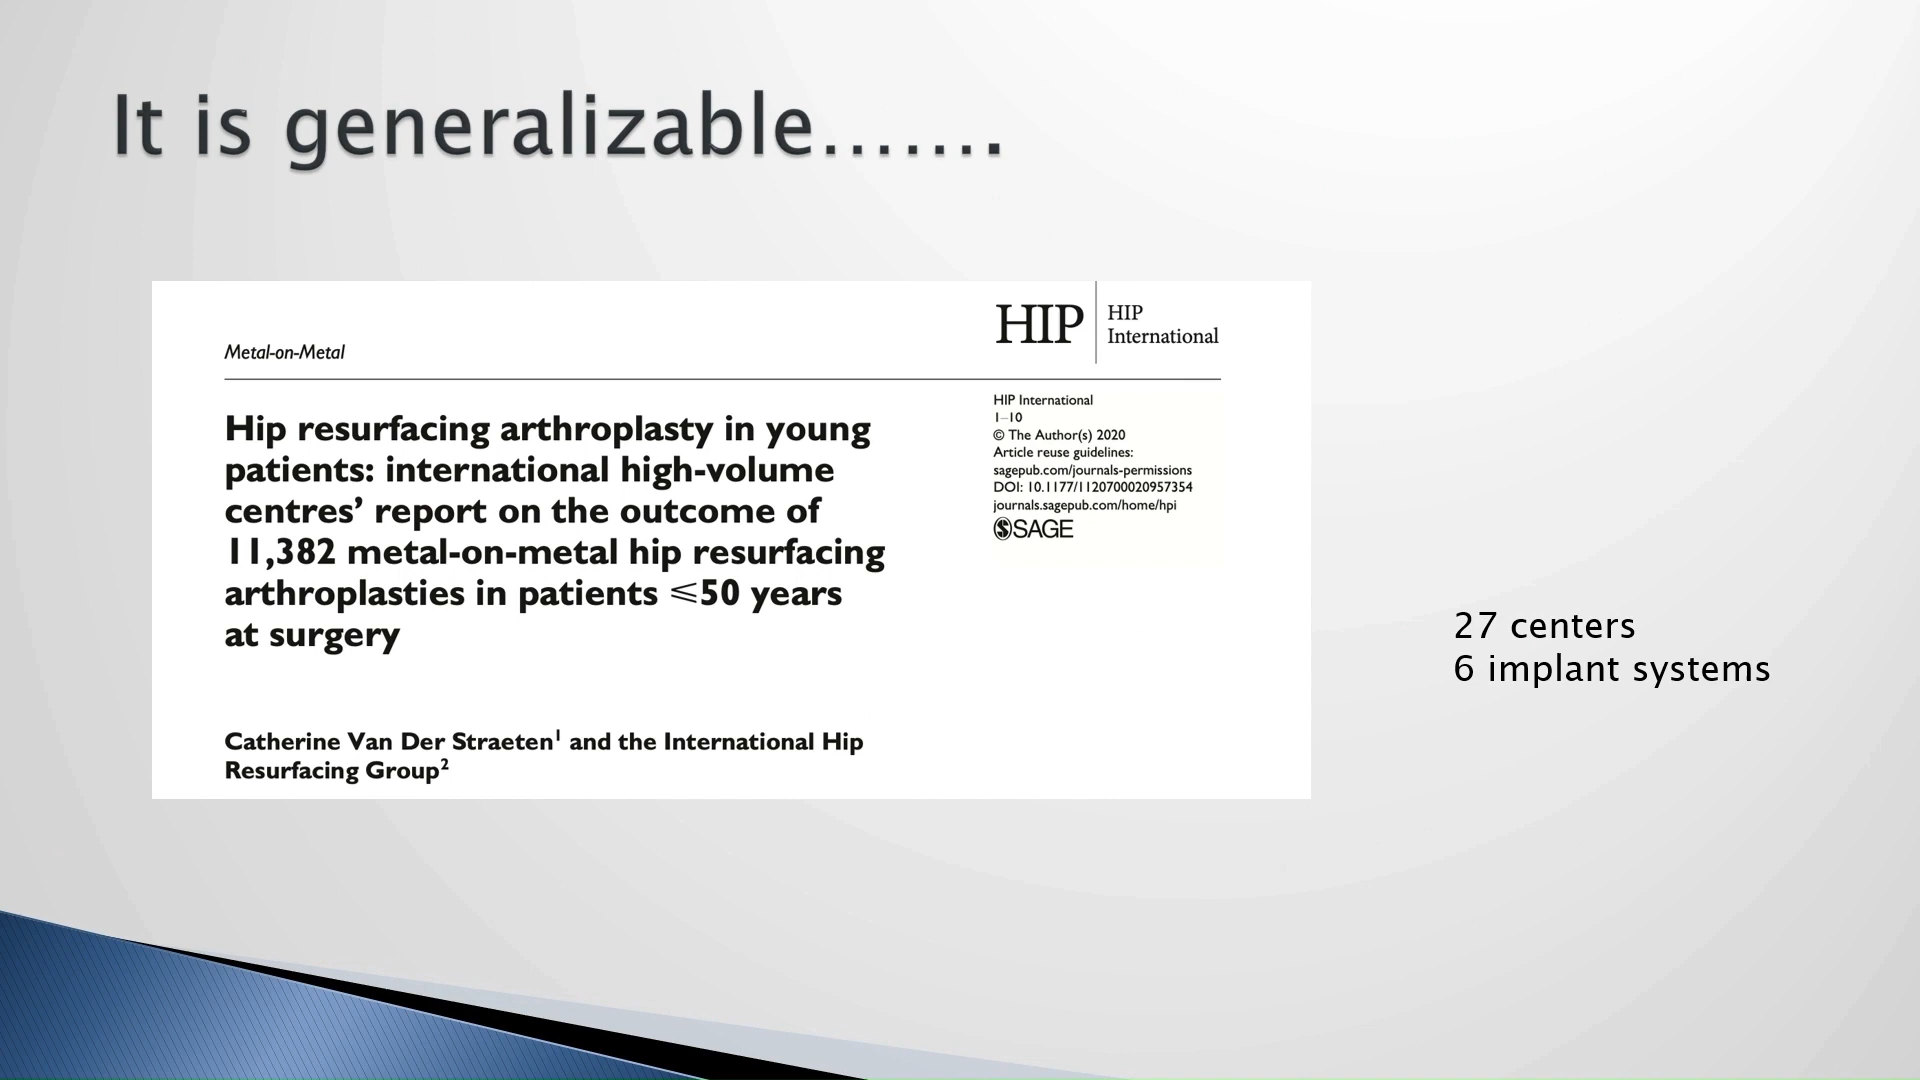 It is generalizable.......
Metal-on-Metal
HIP
HIP
International
HIP International
1–10
© The Author(s) 2020
Article reuse guidelines:
sagepub.com/journals-permissions
DOI: 10.1177/1120700020957354
journals.sagepub.com/home/hpi
SAGE
Hip resurfacing arthroplasty in young
patients: international high-volume
centres’ report on the outcome of
11,382 metal-on-metal hip resurfacing
arthroplasties in patients ⩽50 years
at surgery
Catherine Van Der Straeten¹ and the International Hip
Resurfacing Group²
27 centers
6 implant systems